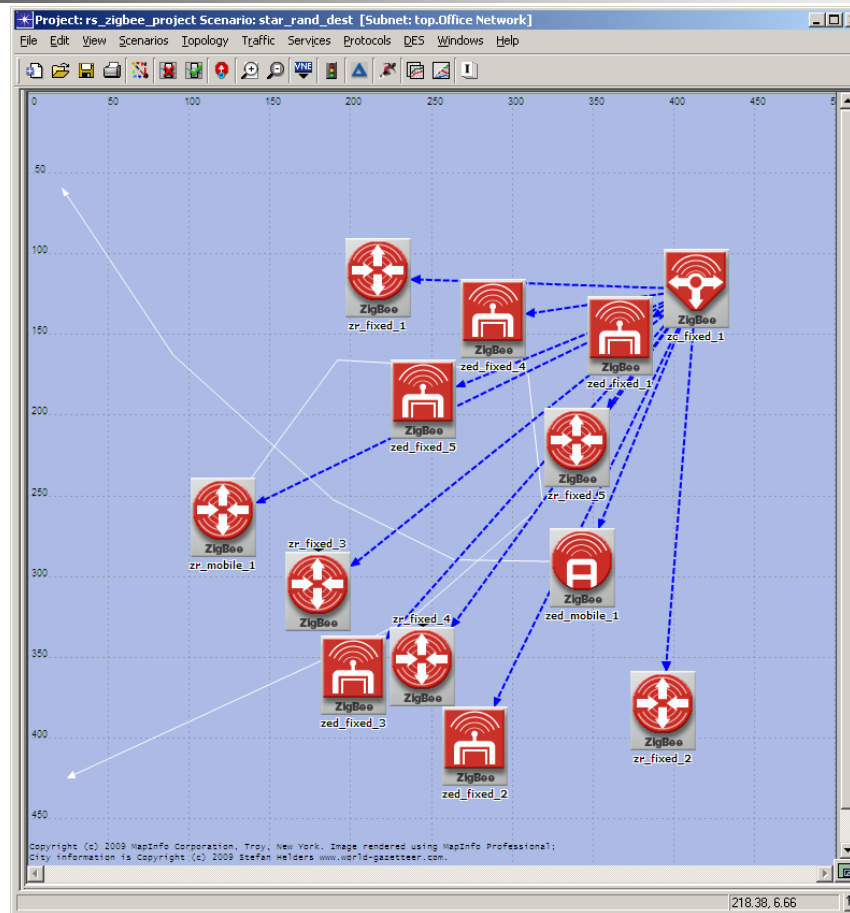 Project: rs_zigbee_project Scenario: star_rand_dest [Subnet: top.Office Network]
File Edit View Scenarios Topology Traffic Services Protocols DES Windows Help
VNE
0 50 100 150 200 250 300 350 400 450 5
50
100
ZigBee
zr_fixed_1
ZigBee
zc_fixed_1
150
ZigBee
zed_fixed_4
ZigBee
zed_fixed_1
200
ZigBee
zed_fixed_5
250
ZigBee
zr_fixed_5
ZigBee
zr_mobile_1
zr_fixed_3
300
ZigBee
ZigBee
zed_mobile_1
zr_fixed_4
350
ZigBee
ZigBee
zed_fixed_3
400
ZigBee
zed_fixed_2
ZigBee
zr_fixed_2
450
Copyright (c) 2009 MapInfo Corporation, Troy, New York. Image rendered using MapInfo Professional;
City information is Copyright (c) 2009 Stefan Helders www.world-gazetteer.com.
218.38, 6.66